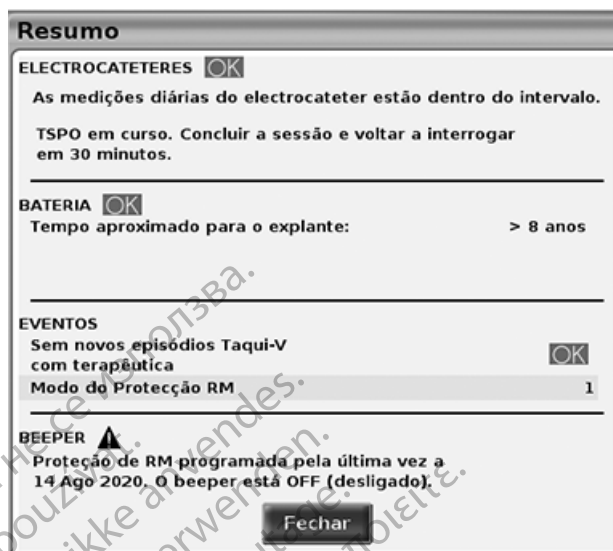 Resumo
ELECTROCATETERES OK
As medições diárias do electrocateter estão dentro do intervalo.
TSPO em curso. Concluir a sessão e voltar a interrogar
em 30 minutos.
BATERIA OK
Tempo aproximado para o explante: > 8 anos
EVENTOS
Sem novos episódios Taqui-V
com terapêutica OK
Modo do Protecção RM 1
BEEPER
Proteção de RM programada pela última vez a
14 Ago 2020. O beeper está OFF (desligado).
Fechar